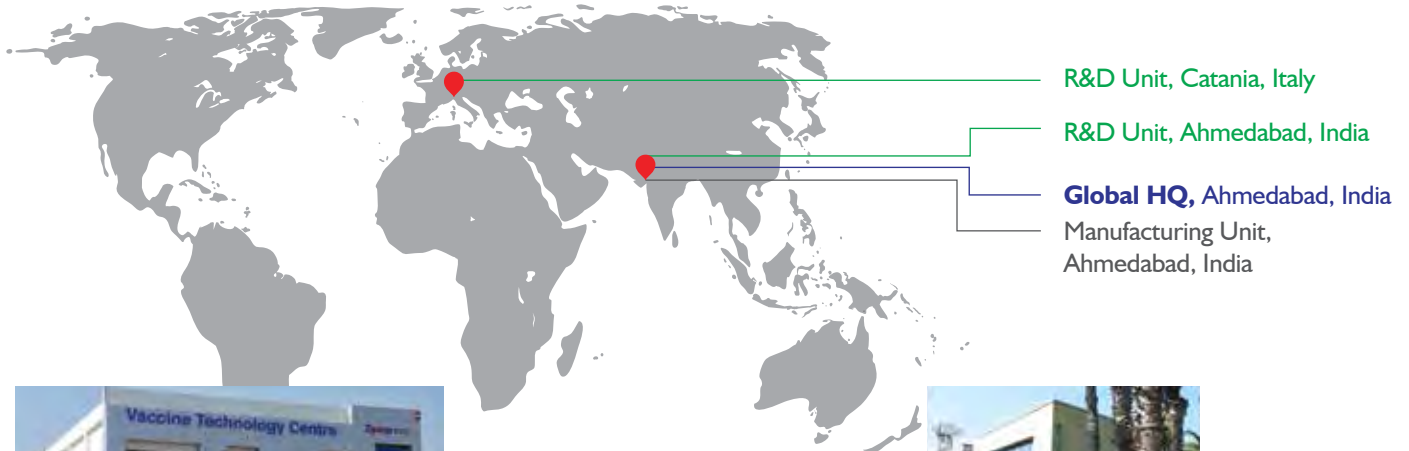 R&D Unit, Catania, Italy
R&D Unit, Ahmedabad, India
Global HQ, Ahmedabad, India
Manufacturing Unit,
Ahmedabad, India
Vaccine Technology Centre